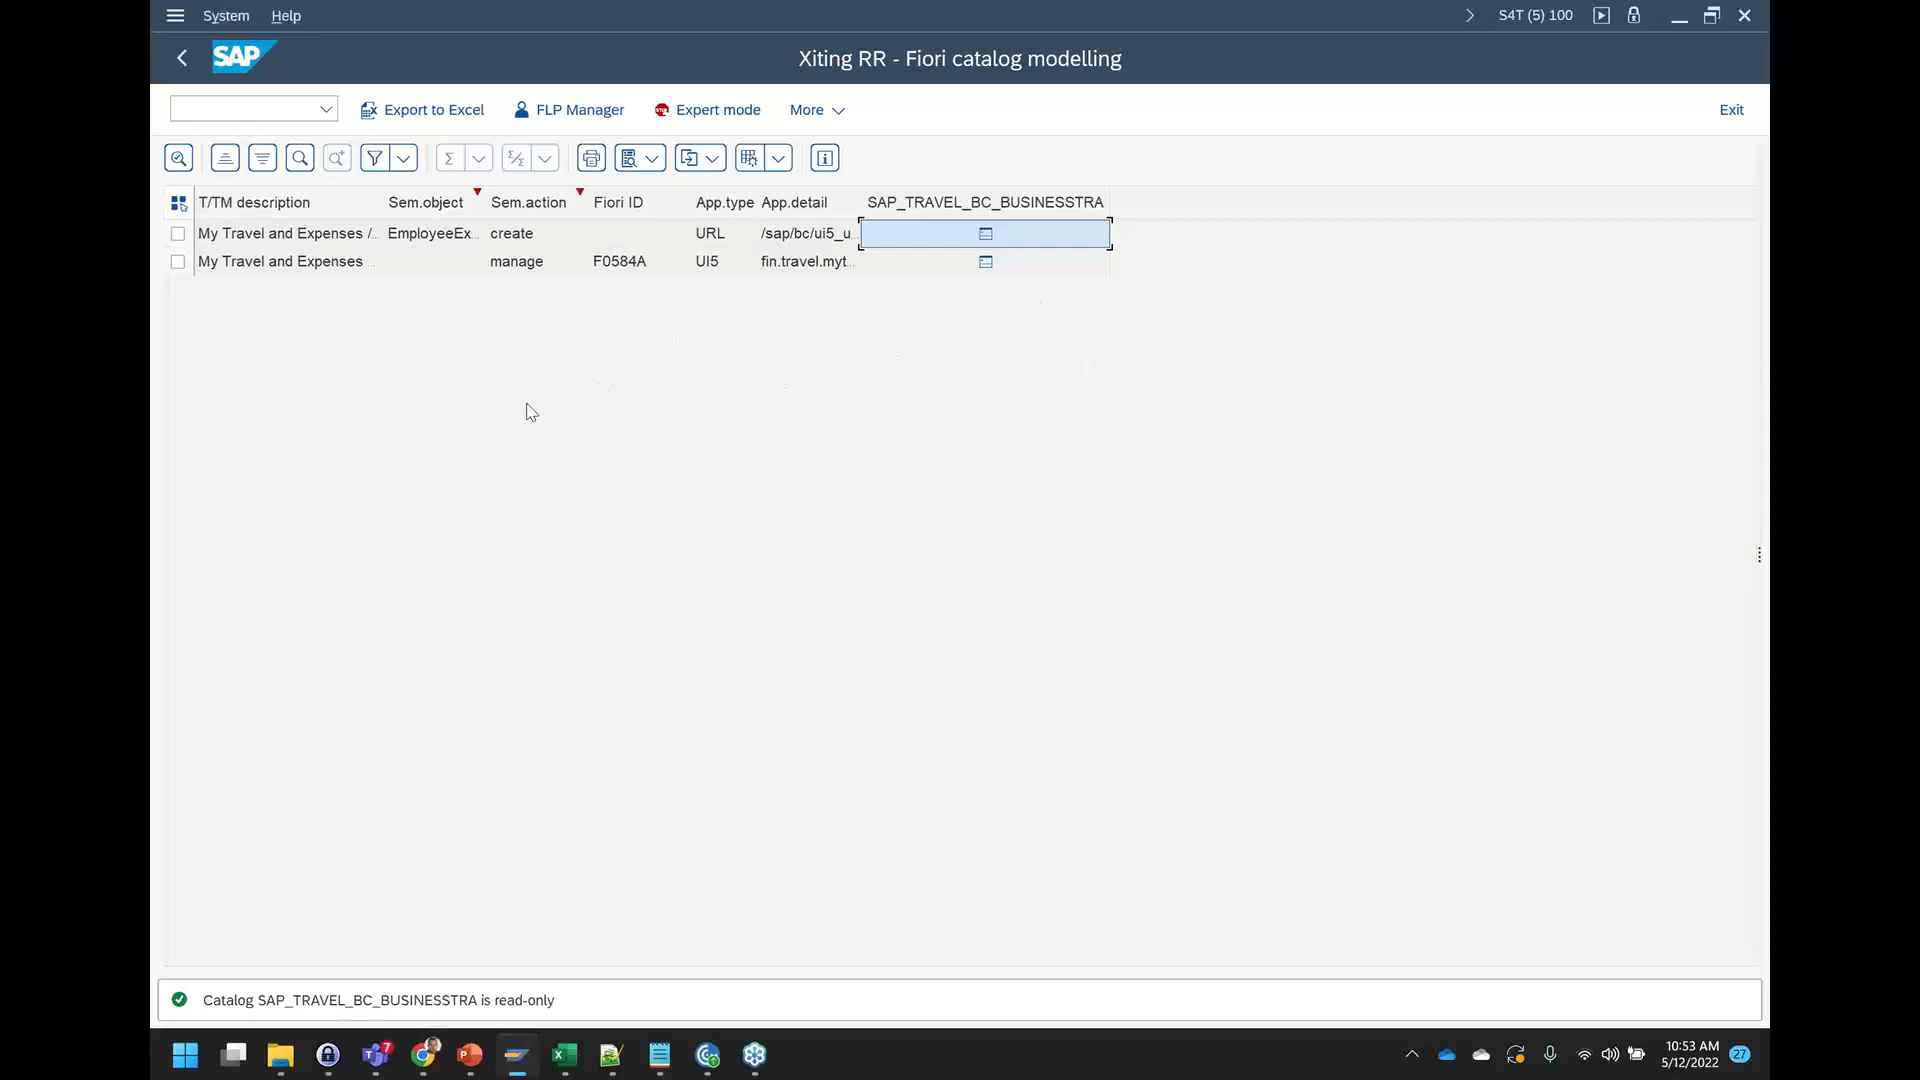 System Help S4T (5) 100
SAP Xiting RR - Fiori catalog modelling
Export to Excel FLP Manager Expert mode More Exit
T/TM description Sem.object Sem.action Fiori ID App.type App.detail SAP_TRAVEL_BC_BUSINESSTRA
My Travel and Expenses /... EmployeeEx... create URL /sap/bc/ui5_u...
My Travel and Expenses ... manage F0584A UI5 fin.travel.myt...
Catalog SAP_TRAVEL_BC_BUSINESSTRA is read-only
7 10:53 AM
5/12/2022 27